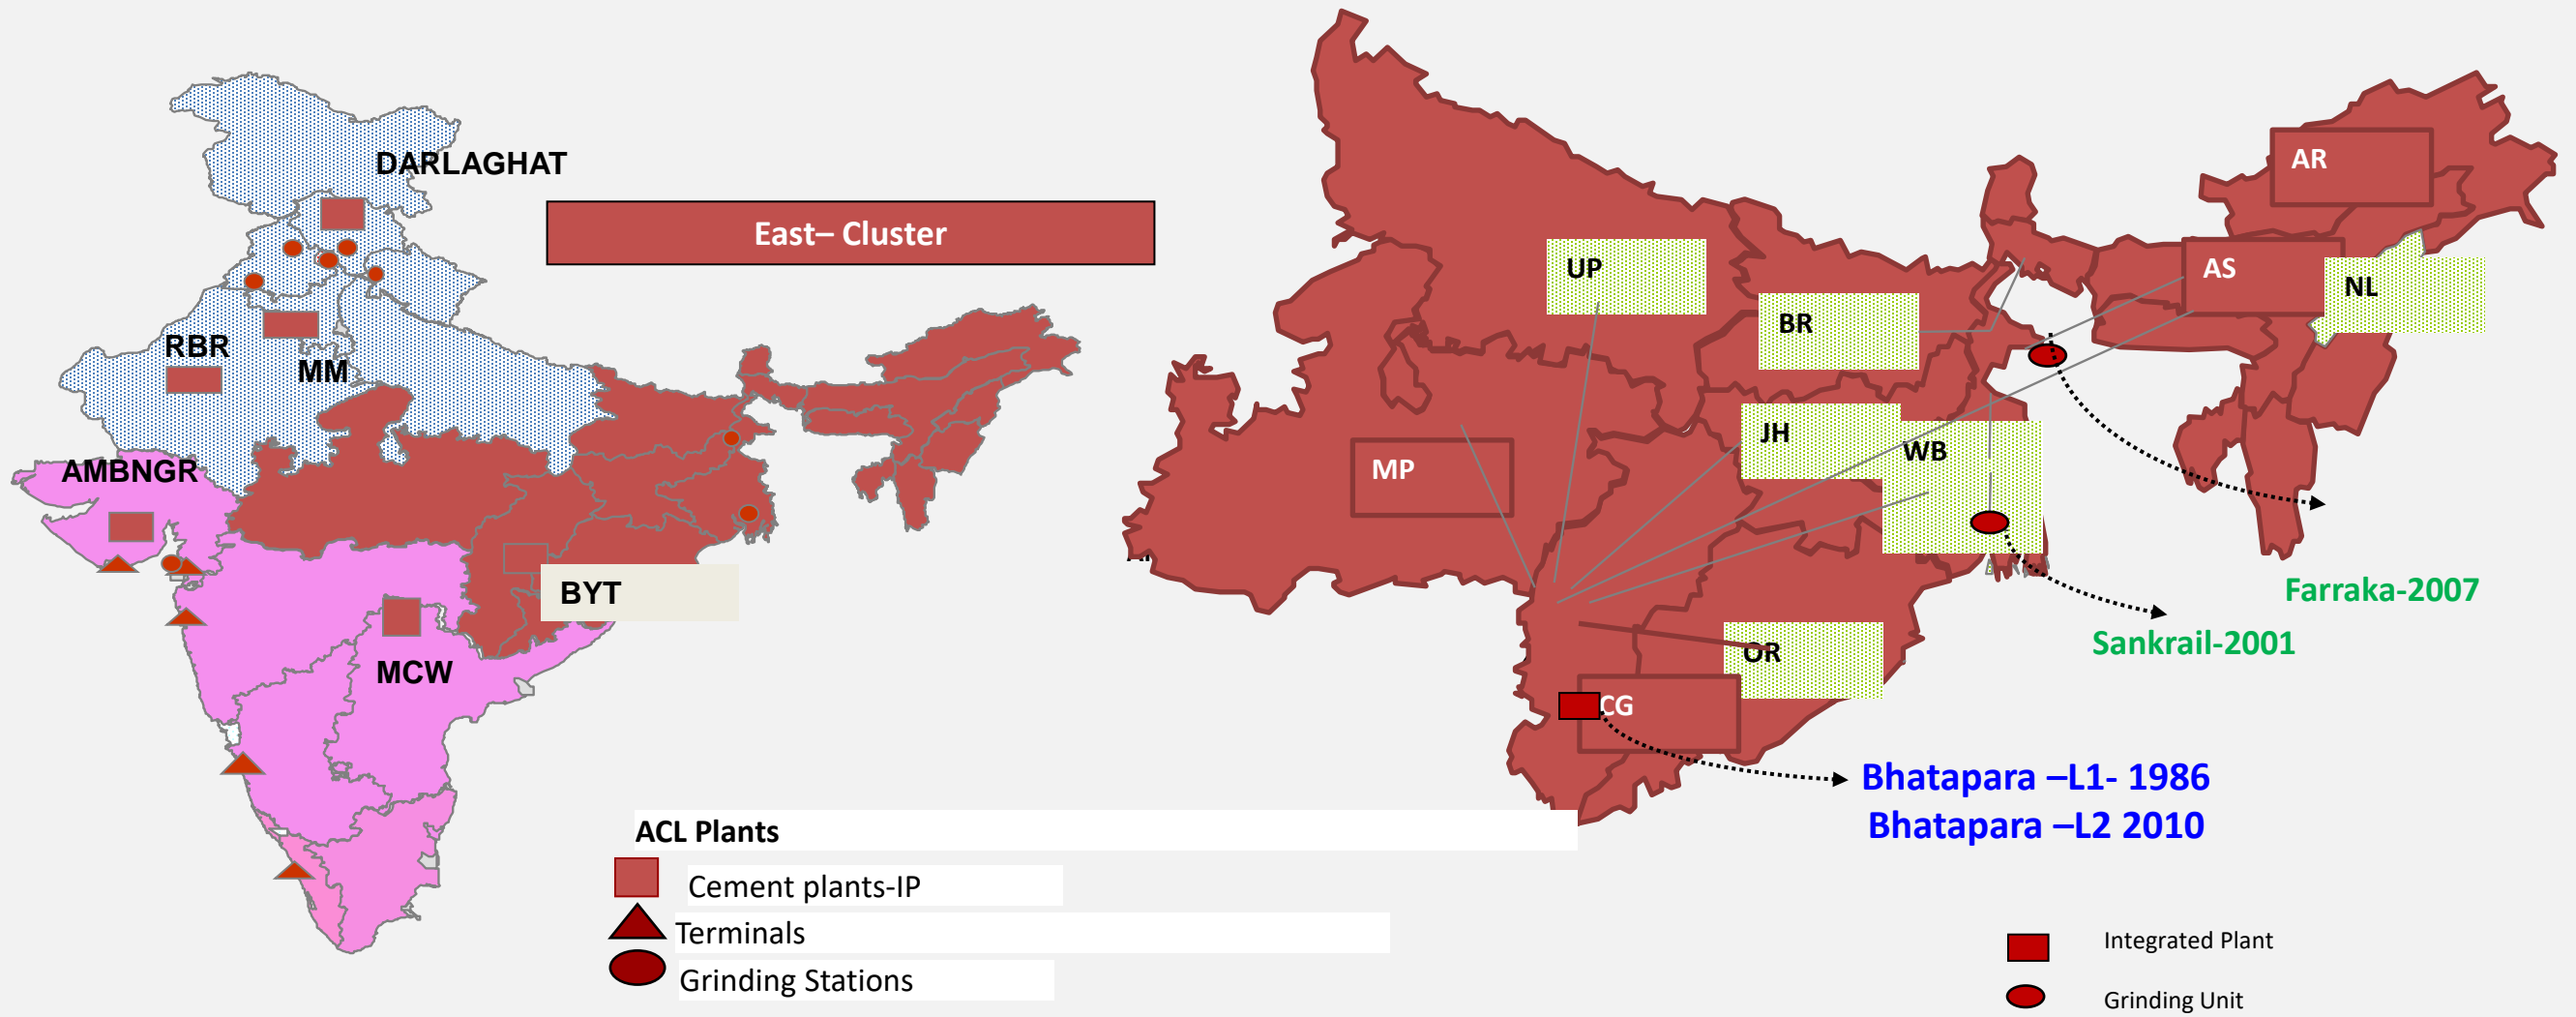 DARLAGHAT
RBR
MM
AMBNGR
BYT
MCW
East– Cluster
UP
BR
AR
AS
NL
JH
WB
MP
OR
CG
Farraka-2007
Sankrail-2001
Bhatapara –L1- 1986
Bhatapara –L2 2010
ACL Plants
Cement plants-IP
Terminals
Grinding Stations
Integrated Plant
Grinding Unit